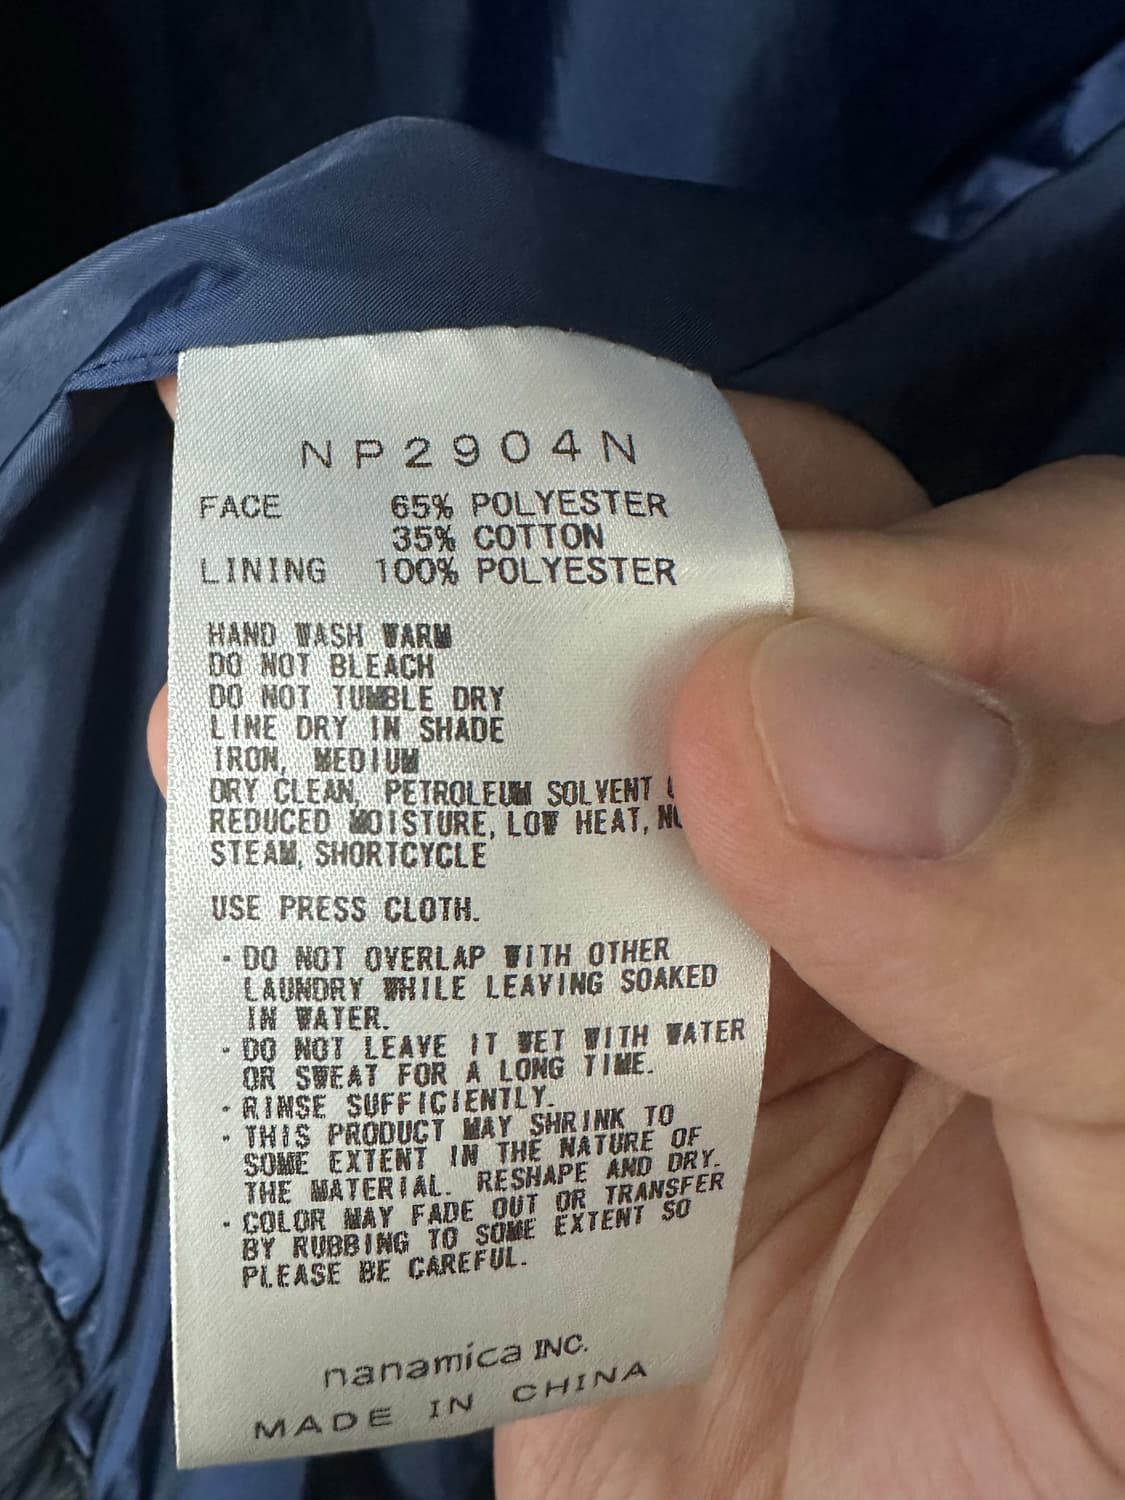 NP2904N
FACE 65% POLYESTER
35% COTTON
LINING 100% POLYESTER
HAND WASH WARM
DO NOT BLEACH
DO NOT TUMBLE DRY
LINE DRY IN SHADE
IRON, MEDIUM
DRY CLEAN, PETROLEUM SOLVENT
REDUCED MOISTURE, LOW HEAT,
STEAM, SHORTCYCLE
USE PRESS CLOTH.
・DO NOT OVERLAP WITH OTHER
LAUNDRY WHILE LEAVING SOAKED
IN WATER.
・DO NOT LEAVE IT WET WITH WATER
OR SWEAT FOR A LONG TIME.
・RINSE SUFFICIENTLY.
・THIS PRODUCT MAY SHRINK TO
SOME EXTENT IN THE NATURE OF
THE MATERIAL. RESHAPE AND DRY.
・COLOR MAY FADE OUT OR TRANSFER
BY RUBBING TO SOME EXTENT SO
PLEASE BE CAREFUL.
nanamica INC.
MADE IN CHINA